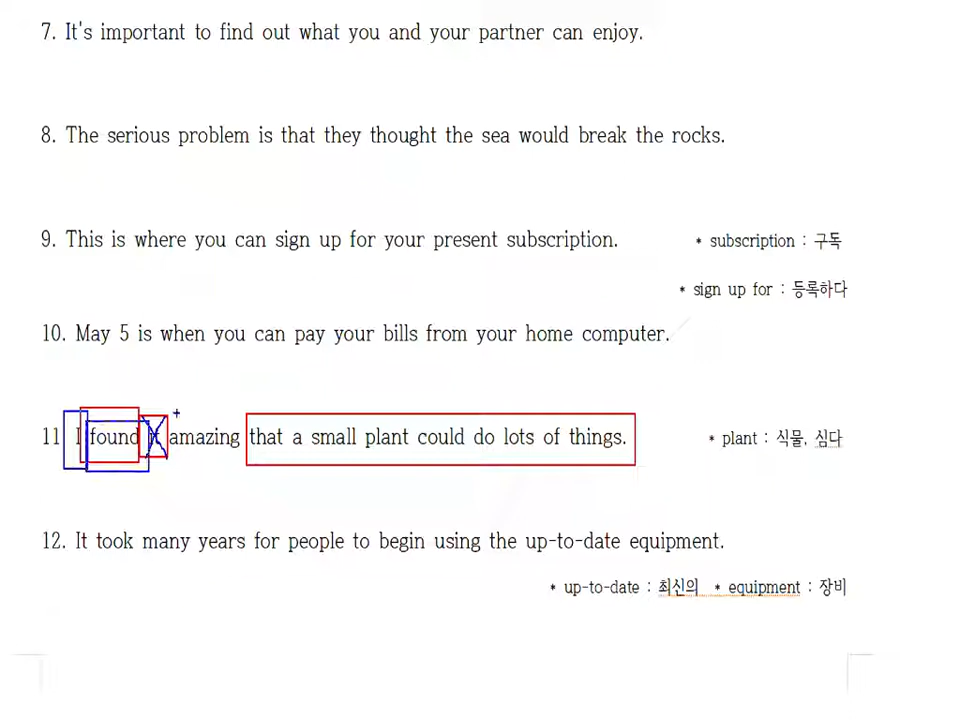 7. It's important to find out what you and your partner can enjoy.
8. The serious problem is that they thought the sea would break the rocks.
9. This is where you can sign up for your present subscription. * subscription : 구독
* sign up for : 등록하다
10. May 5 is when you can pay your bills from your home computer.
11 I found it amazing that a small plant could do lots of things. * plant : 식물, 심다
12. It took many years for people to begin using the up-to-date equipment.
* up-to-date : 최신의 * equipment : 장비